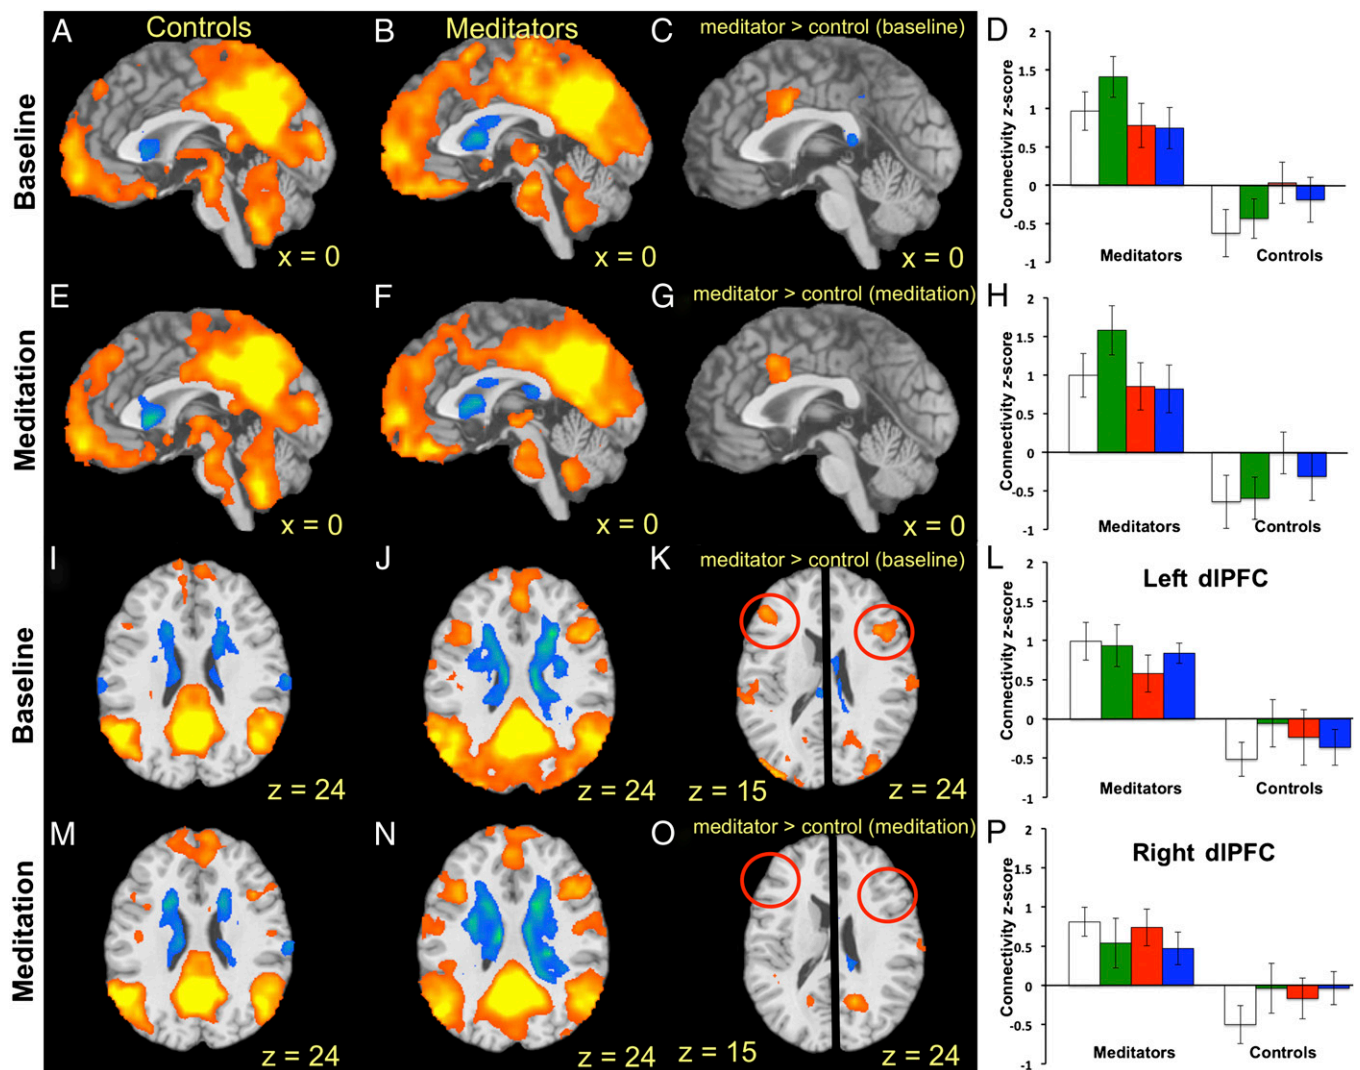 A Controls
B Meditators
C meditator > control (baseline)
D
Baseline
x = 0
x = 0
x = 0
Connectivity z-score
2
1.5
1
0.5
0
-0.5
-1
Meditators
Controls
E
F
G meditator > control (meditation)
H
Meditation
x = 0
x = 0
x = 0
Connectivity z-score
2
1.5
1
0.5
0
-0.5
-1
Meditators
Controls
I
J
K meditator > control (baseline)
L
Left dlPFC
Baseline
z = 24
z = 24
z = 15
z = 24
Connectivity z-score
2
1.5
1
0.5
0
-0.5
-1
Meditators
Controls
M
N
O meditator > control (meditation)
P
Right dlPFC
Meditation
z = 24
z = 24
z = 15
z = 24
Connectivity z-score
2
1.5
1
0.5
0
-0.5
-1
Meditators
Controls